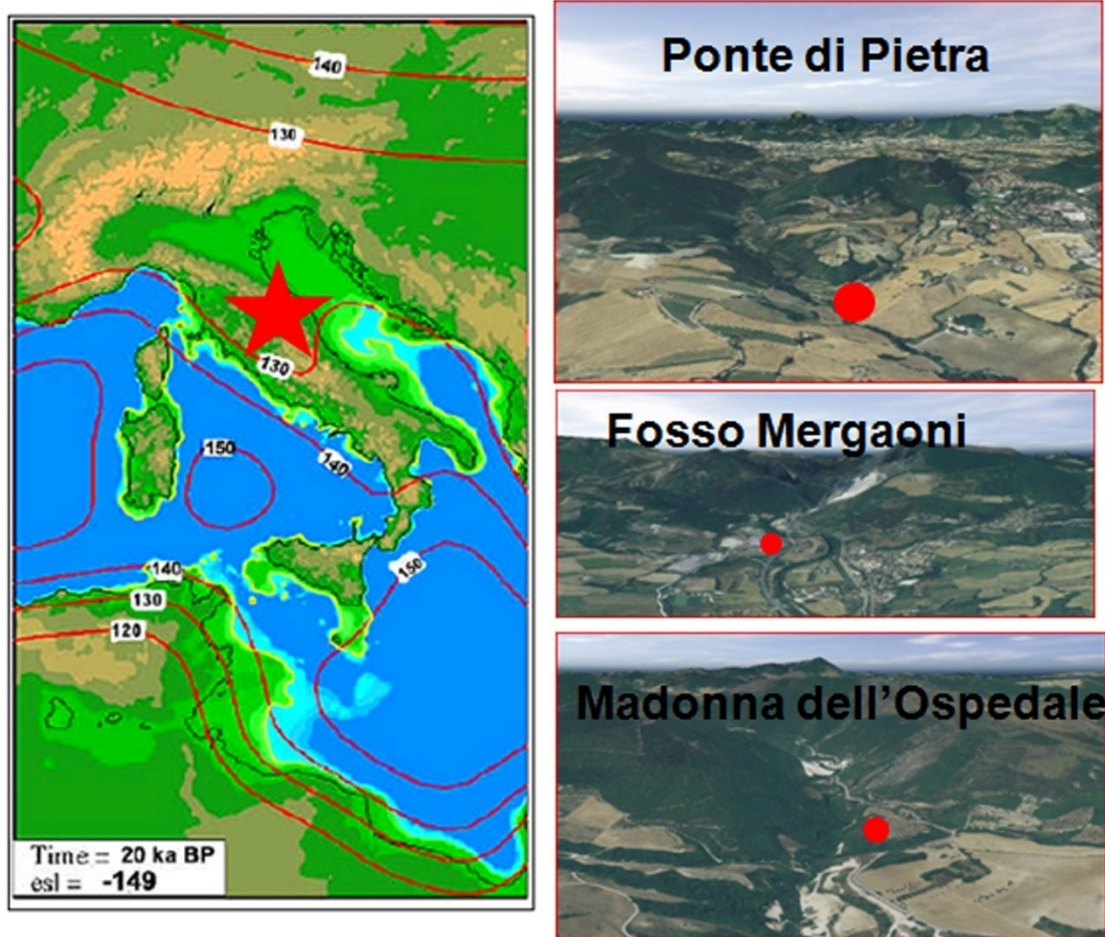 140
130
130
150
140
150
140
130
120
Time = 20 ka BP
esl = -149
Ponte di Pietra
Fosso Mergaoni
Madonna dell’Ospedale